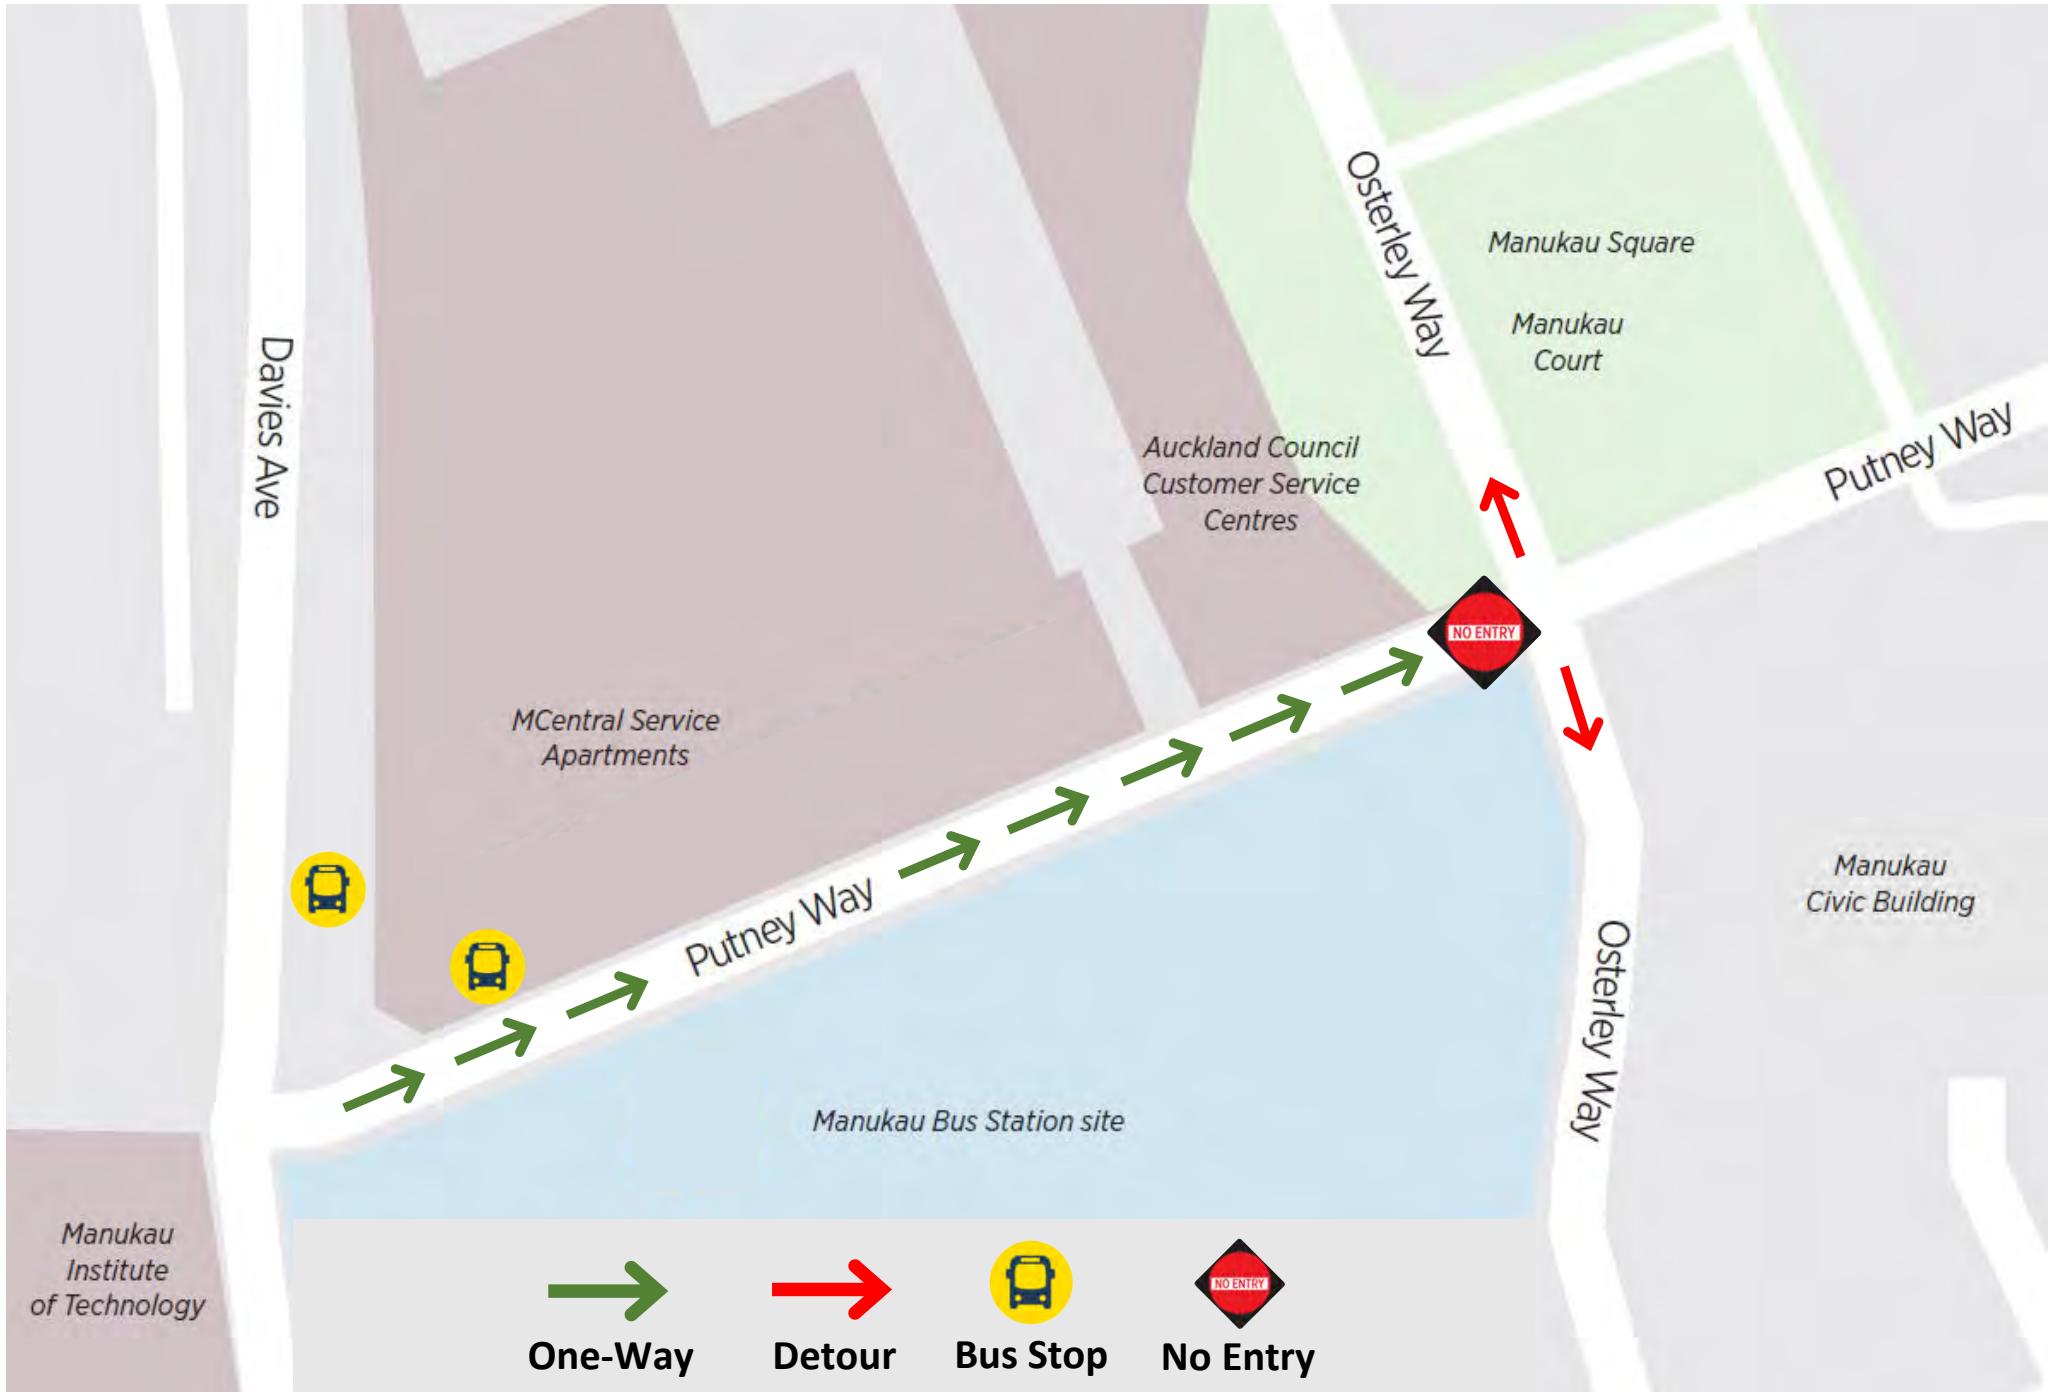 Osterley Way
Manukau Square
Manukau
Court
Davies Ave
Putney Way
Auckland Council
Customer Service
Centres
NO ENTRY
MCentral Service
Apartments
Putney Way
Manukau
Civic Building
Osterley Way
Manukau Bus Station site
Manukau
Institute
of Technology
NO ENTRY
One-Way
Detour
Bus Stop
No Entry